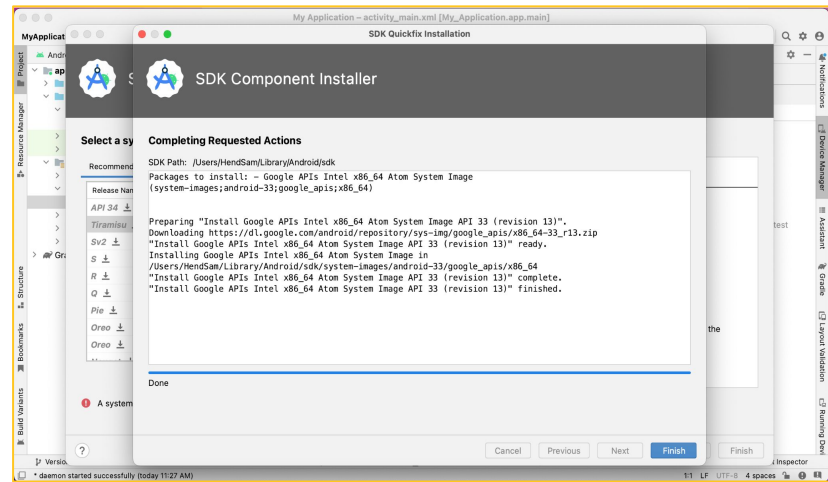 My Application – activity_main.xml [My_Application.app.main]
MyApplicat
SDK Quickfix Installation
SDK Component Installer
Andr
ap
Gra
Project
Resource Manager
Structure
Bookmarks
Build Variants
Select a sy
Recommend
Release Nam
API 34
Tiramisu
Sv2
S
R
Q
Pie
Oreo
Oreo
A system
?
Completing Requested Actions
SDK Path: /Users/HendSam/Library/Android/sdk
Packages to install: - Google APIs Intel x86_64 Atom System Image
(system-images;android-33;google_apis;x86_64)
Preparing "Install Google APIs Intel x86_64 Atom System Image API 33 (revision 13)".
Downloading https://dl.google.com/android/repository/sys-img/google_apis/x86_64-33_r13.zip
"Install Google APIs Intel x86_64 Atom System Image API 33 (revision 13)" ready.
Installing Google APIs Intel x86_64 Atom System Image in
/Users/HendSam/Library/Android/sdk/system-images/android-33/google_apis/x86_64
"Install Google APIs Intel x86_64 Atom System Image API 33 (revision 13)" complete.
"Install Google APIs Intel x86_64 Atom System Image API 33 (revision 13)" finished.
Done
Cancel Previous Next Finish
Finish
the
test
Notifications
Device Manager
Assistant
Gradle
Layout Validation
Running Devi
Versio
Inspector
* daemon started successfully (today 11:27 AM)
1:1 LF UTF-8 4 spaces